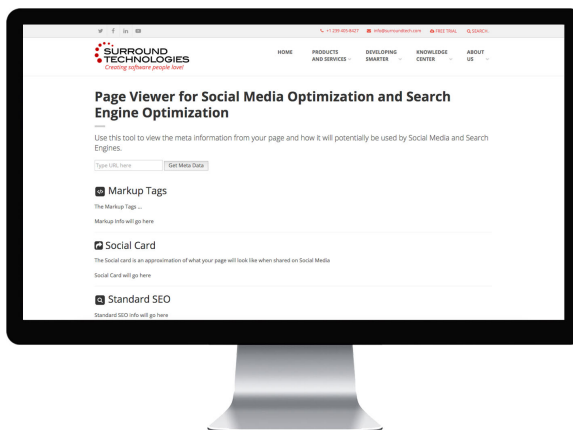 +1 239 405-8427 info@surroundtech.com FREE TRIAL SEARCH
SURROUND
TECHNOLOGIES
Creating software people love!
HOME PRODUCTS AND SERVICES DEVELOPING SMARTER KNOWLEDGE CENTER ABOUT US
Page Viewer for Social Media Optimization and Search
Engine Optimization
Use this tool to view the meta information from your page and how it will potentially be used by Social Media and Search
Engines.
Type URL here Get Meta Data
Markup Tags
The Markup Tags ...
Markup Info will go here
Social Card
The Social card is an approximation of what your page will look like when shared on Social Media
Social Card will go here
Standard SEO
Standard SEO Info will go here